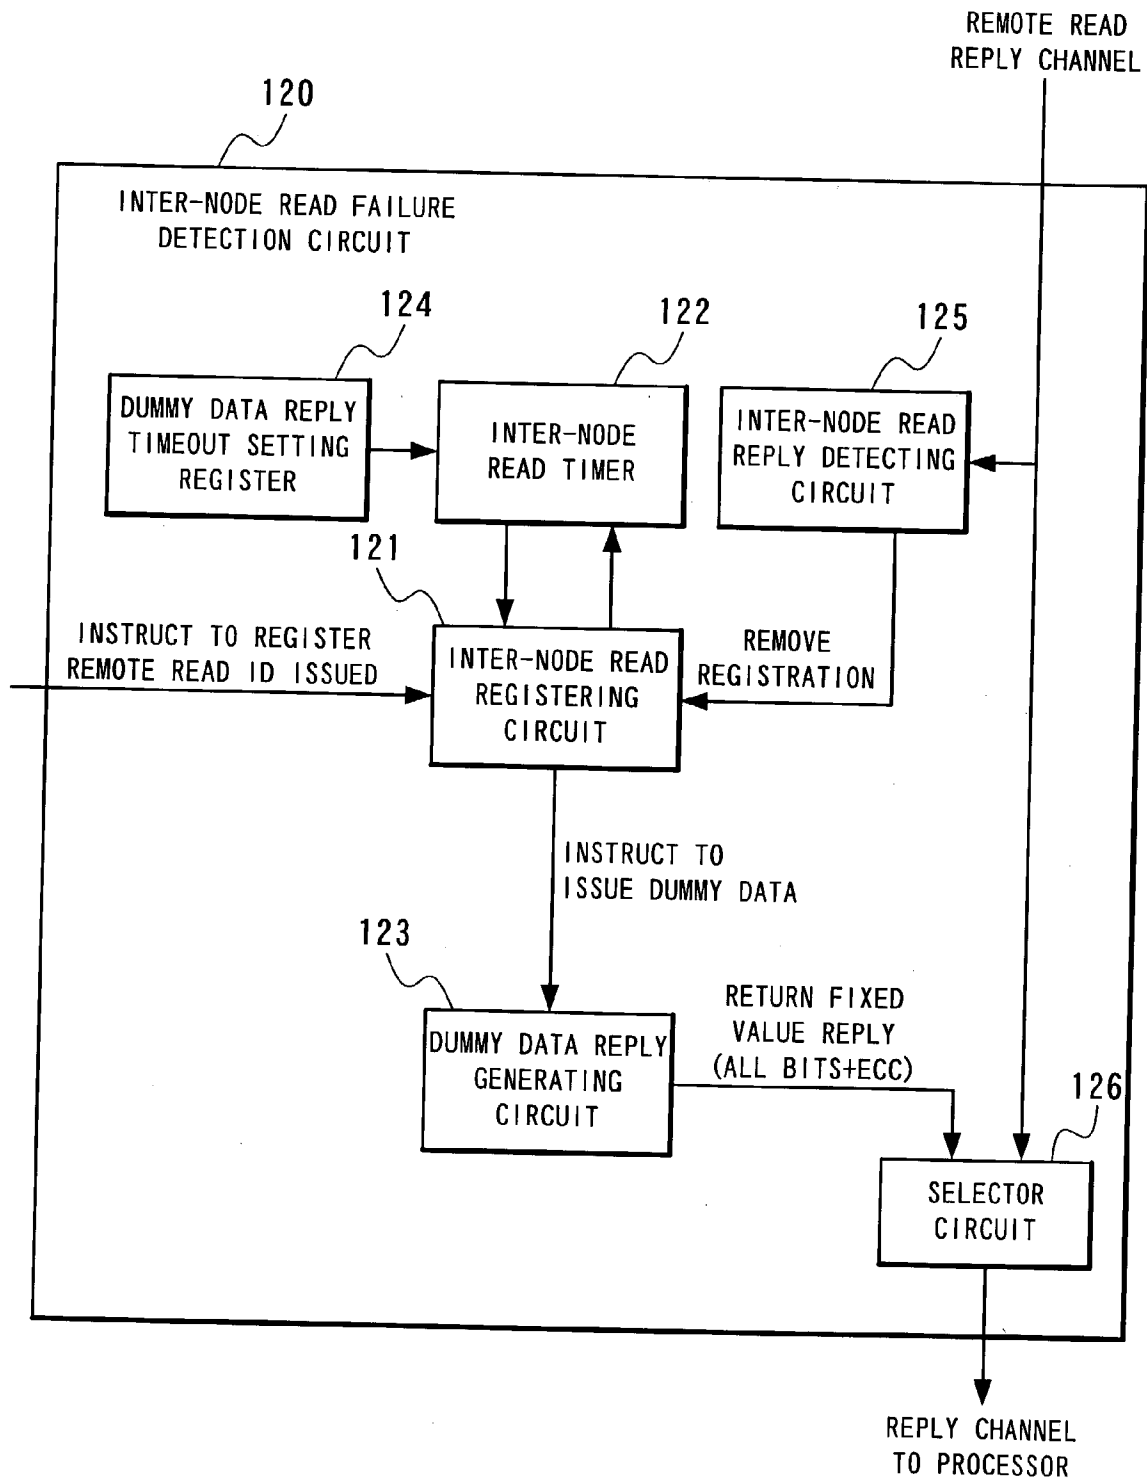 REMOTE READ
REPLY CHANNEL
120
INTER-NODE READ FAILURE
DETECTION CIRCUIT
124
122
125
DUMMY DATA REPLY
TIMEOUT SETTING
REGISTER
INTER-NODE
READ TIMER
INTER-NODE READ
REPLY DETECTING
CIRCUIT
121
INSTRUCT TO REGISTER
REMOTE READ ID ISSUED
INTER-NODE READ
REGISTERING
CIRCUIT
REMOVE
REGISTRATION
INSTRUCT TO
ISSUE DUMMY DATA
123
DUMMY DATA REPLY
GENERATING
CIRCUIT
RETURN FIXED
VALUE REPLY
(ALL BITS+ECC)
126
SELECTOR
CIRCUIT
REPLY CHANNEL
TO PROCESSOR